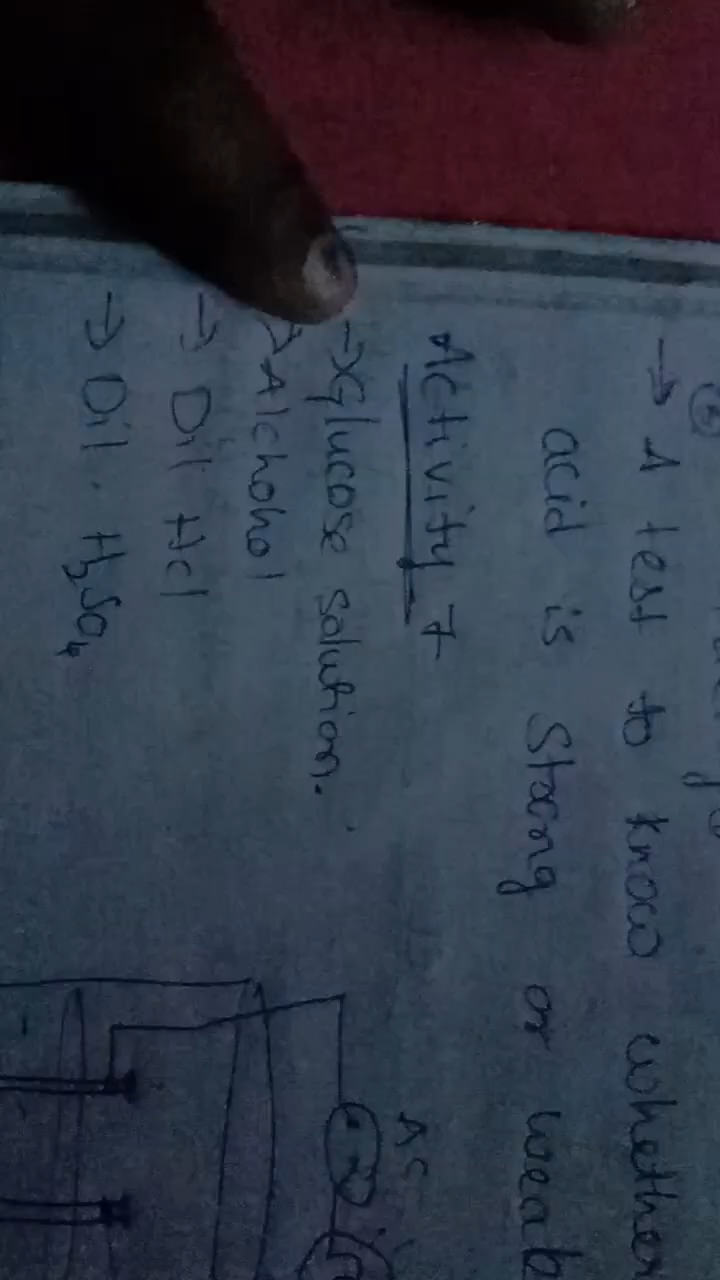 → A test to know whether
acid is Strong or weak
Activity 7
→ Glucose solution.
→ Alchohol
→ Dil HCl
→ Dil. H₂SO₄
AC